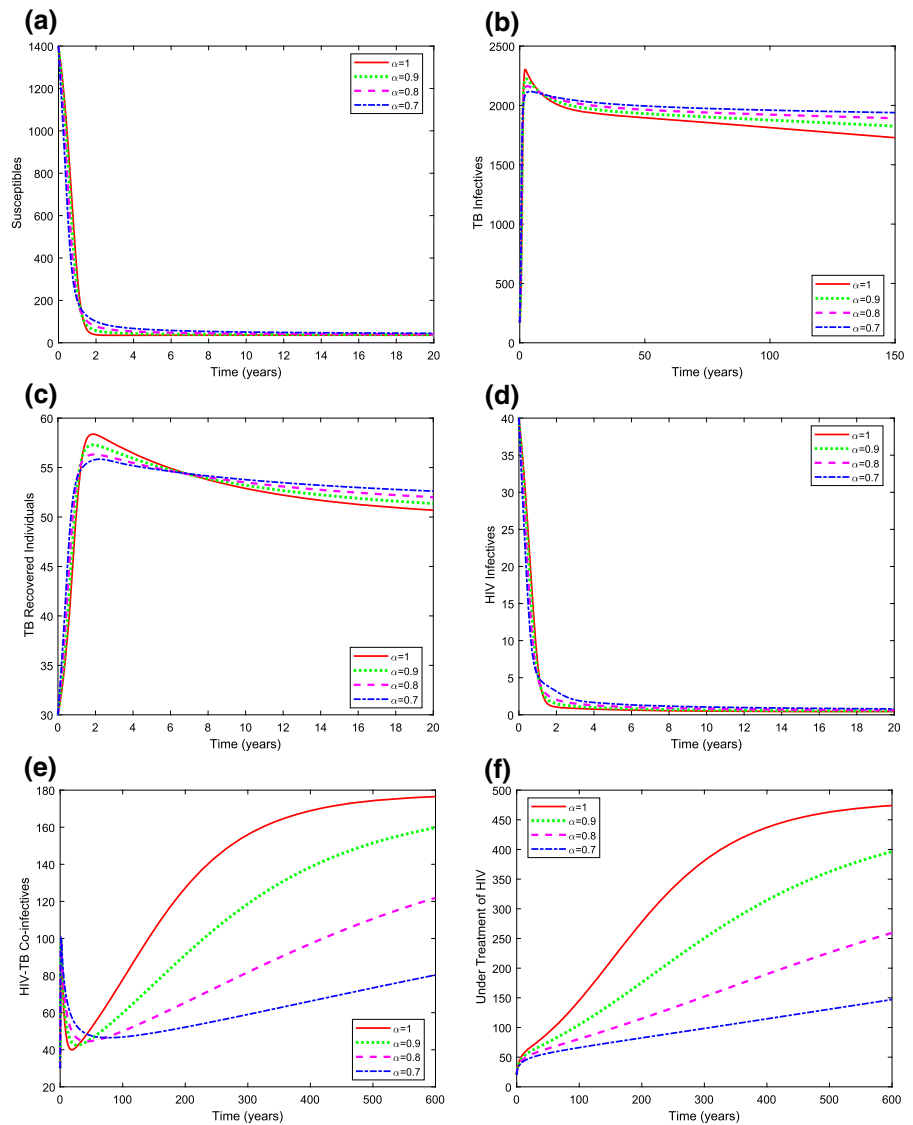 (a)
1400
1200
1000
800
600
400
200
0
Susceptibles
0 2 4 6 8 10 12 14 16 18 20
Time (years)
α=1
α=0.9
α=0.8
α=0.7
(b)
2500
2000
1500
1000
500
0
TB Infectives
0 50 100 150
Time (years)
α=1
α=0.9
α=0.8
α=0.7
(c)
60
55
50
45
40
35
30
TB Recovered Individuals
0 2 4 6 8 10 12 14 16 18 20
Time (years)
α=1
α=0.9
α=0.8
α=0.7
(d)
40
35
30
25
20
15
10
5
0
HIV Infectives
0 2 4 6 8 10 12 14 16 18 20
Time (years)
α=1
α=0.9
α=0.8
α=0.7
(e)
180
160
140
120
100
80
60
40
20
HIV-TB Co-infectives
0 100 200 300 400 500 600
Time (years)
α=1
α=0.9
α=0.8
α=0.7
(f)
500
450
400
350
300
250
200
150
100
50
0
Under Treatment of HIV
0 100 200 300 400 500 600
Time (years)
α=1
α=0.9
α=0.8
α=0.7